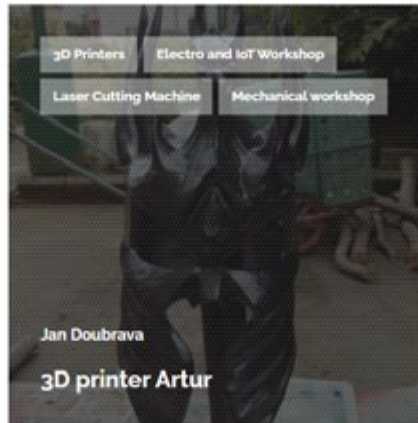 3D Printers Electro and IoT Workshop
Laser Cutting Machine Mechanical workshop
Jan Doubrava
3D printer Artur